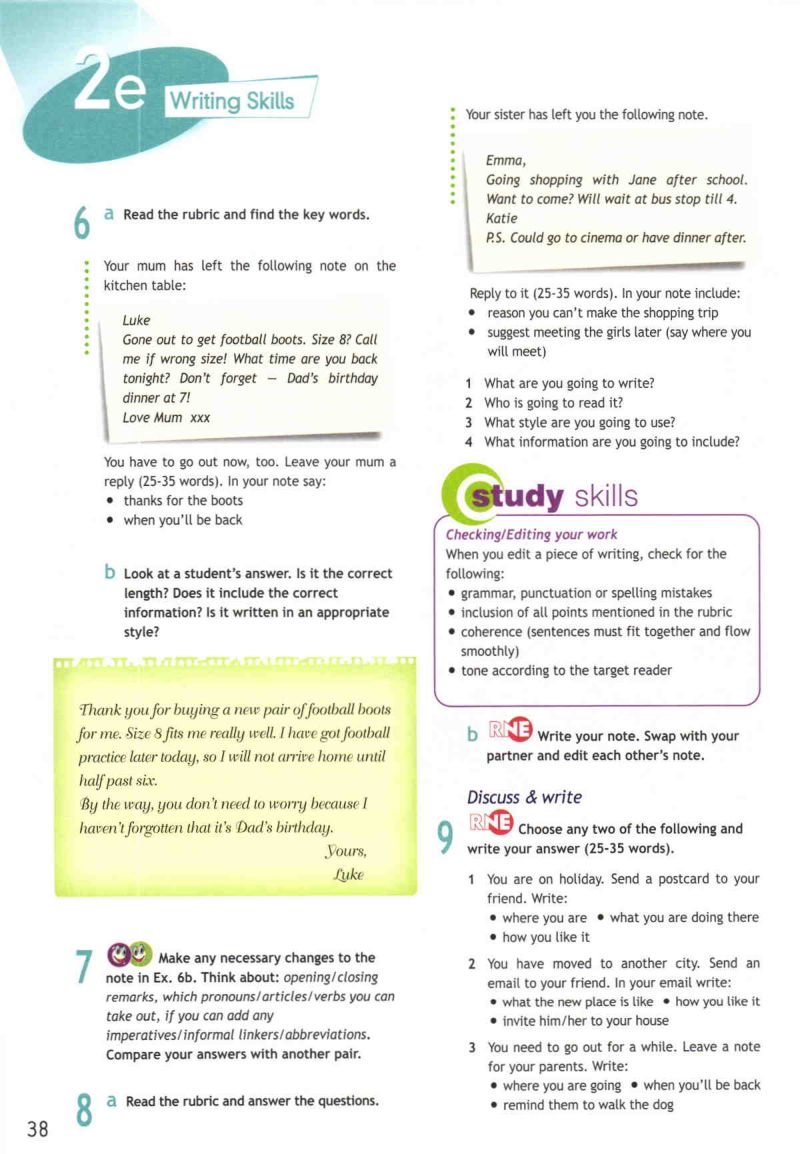 2e
Writing Skills
6 a Read the rubric and find the key words.
Your mum has left the following note on the
kitchen table:
Luke
Gone out to get football boots. Size 8? Call
me if wrong size! What time are you back
tonight? Don't forget – Dad's birthday
dinner at 7!
Love Mum xxx
You have to go out now, too. Leave your mum a
reply (25-35 words). In your note say:
• thanks for the boots
• when you'll be back
b Look at a student's answer. Is it the correct
length? Does it include the correct
information? Is it written in an appropriate
style?
Thank you for buying a new pair of football boots
for me. Size 8 fits me really well. I have got football
practice later today, so I will not arrive home until
half past six.
By the way, you don't need to worry because I
haven't forgotten that it's Dad's birthday.
Yours,
Luke
7 Make any necessary changes to the
note in Ex. 6b. Think about: opening/closing
remarks, which pronouns/articles/verbs you can
take out, if you can add any
imperatives/informal linkers/abbreviations.
Compare your answers with another pair.
8 a Read the rubric and answer the questions.
38
Your sister has left you the following note.
Emma,
Going shopping with Jane after school.
Want to come? Will wait at bus stop till 4.
Katie
P.S. Could go to cinema or have dinner after.
Reply to it (25-35 words). In your note include:
• reason you can't make the shopping trip
• suggest meeting the girls later (say where you
will meet)
1 What are you going to write?
2 Who is going to read it?
3 What style are you going to use?
4 What information are you going to include?
study skills
Checking/Editing your work
When you edit a piece of writing, check for the
following:
• grammar, punctuation or spelling mistakes
• inclusion of all points mentioned in the rubric
• coherence (sentences must fit together and flow
smoothly)
• tone according to the target reader
b RNE Write your note. Swap with your
partner and edit each other's note.
Discuss & write
9 RNE Choose any two of the following and
write your answer (25-35 words).
1 You are on holiday. Send a postcard to your
friend. Write:
• where you are • what you are doing there
• how you like it
2 You have moved to another city. Send an
email to your friend. In your email write:
• what the new place is like • how you like it
• invite him/her to your house
3 You need to go out for a while. Leave a note
for your parents. Write:
• where you are going • when you'll be back
• remind them to walk the dog